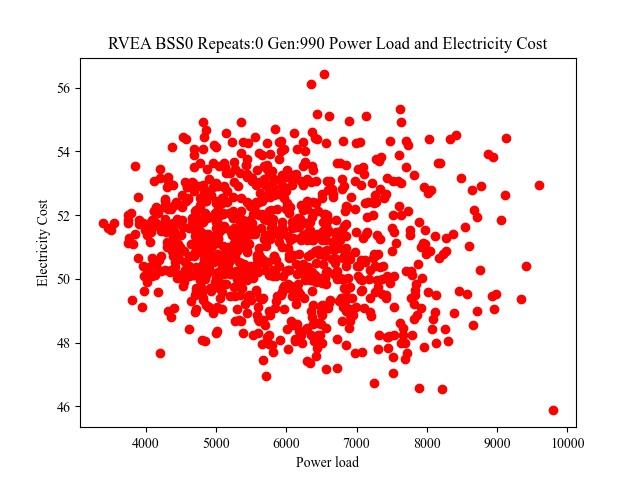 RVEA BSS0 Repeats:0 Gen:990 Power Load and Electricity Cost
56
54
52
50
48
46
Electricity Cost
4000 5000 6000 7000 8000 9000 10000
Power load